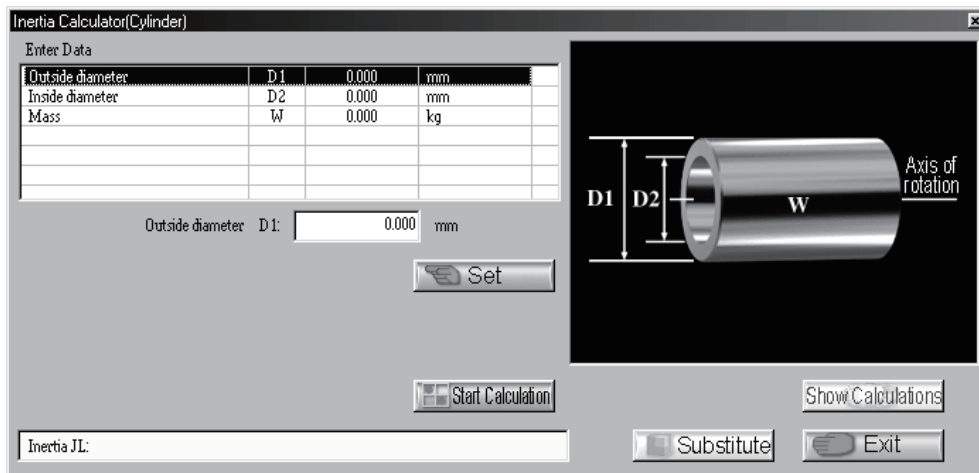 Inertia Calculator(Cylinder)
Enter Data
Outside diameter D1 0.000 mm
Inside diameter D2 0.000 mm
Mass W 0.000 kg
Outside diameter D1: 0.000 mm
Set
D1 D2 W
Axis of
rotation
Start Calculation
Show Calculations
Inertia JL:
Substitute
Exit